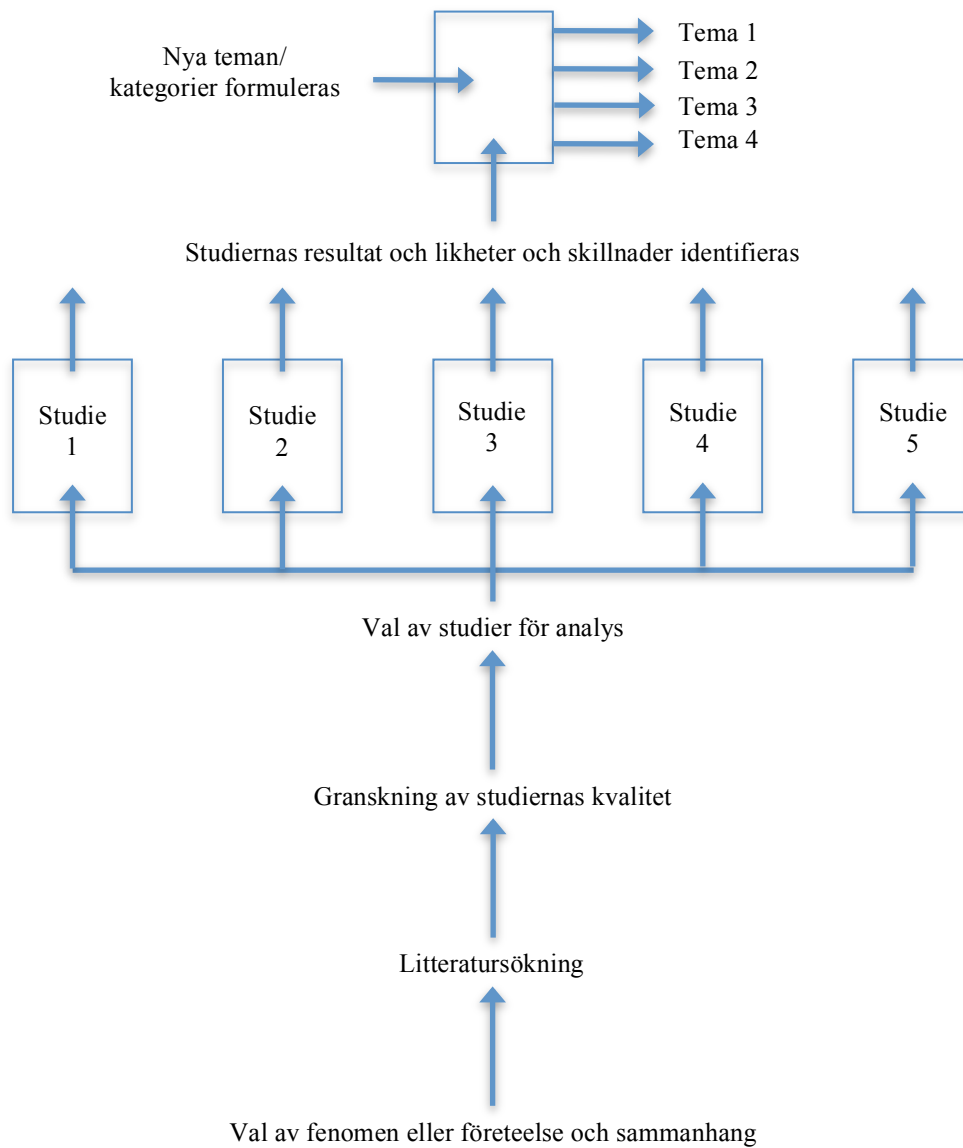 Nya teman/
kategorier formuleras
Tema 1
Tema 2
Tema 3
Tema 4
Studiernas resultat och likheter och skillnader identifieras
Studie
1
Studie
2
Studie
3
Studie
4
Studie
5
Val av studier för analys
Granskning av studiernas kvalitet
Litteratursökning
Val av fenomen eller företeelse och sammanhang